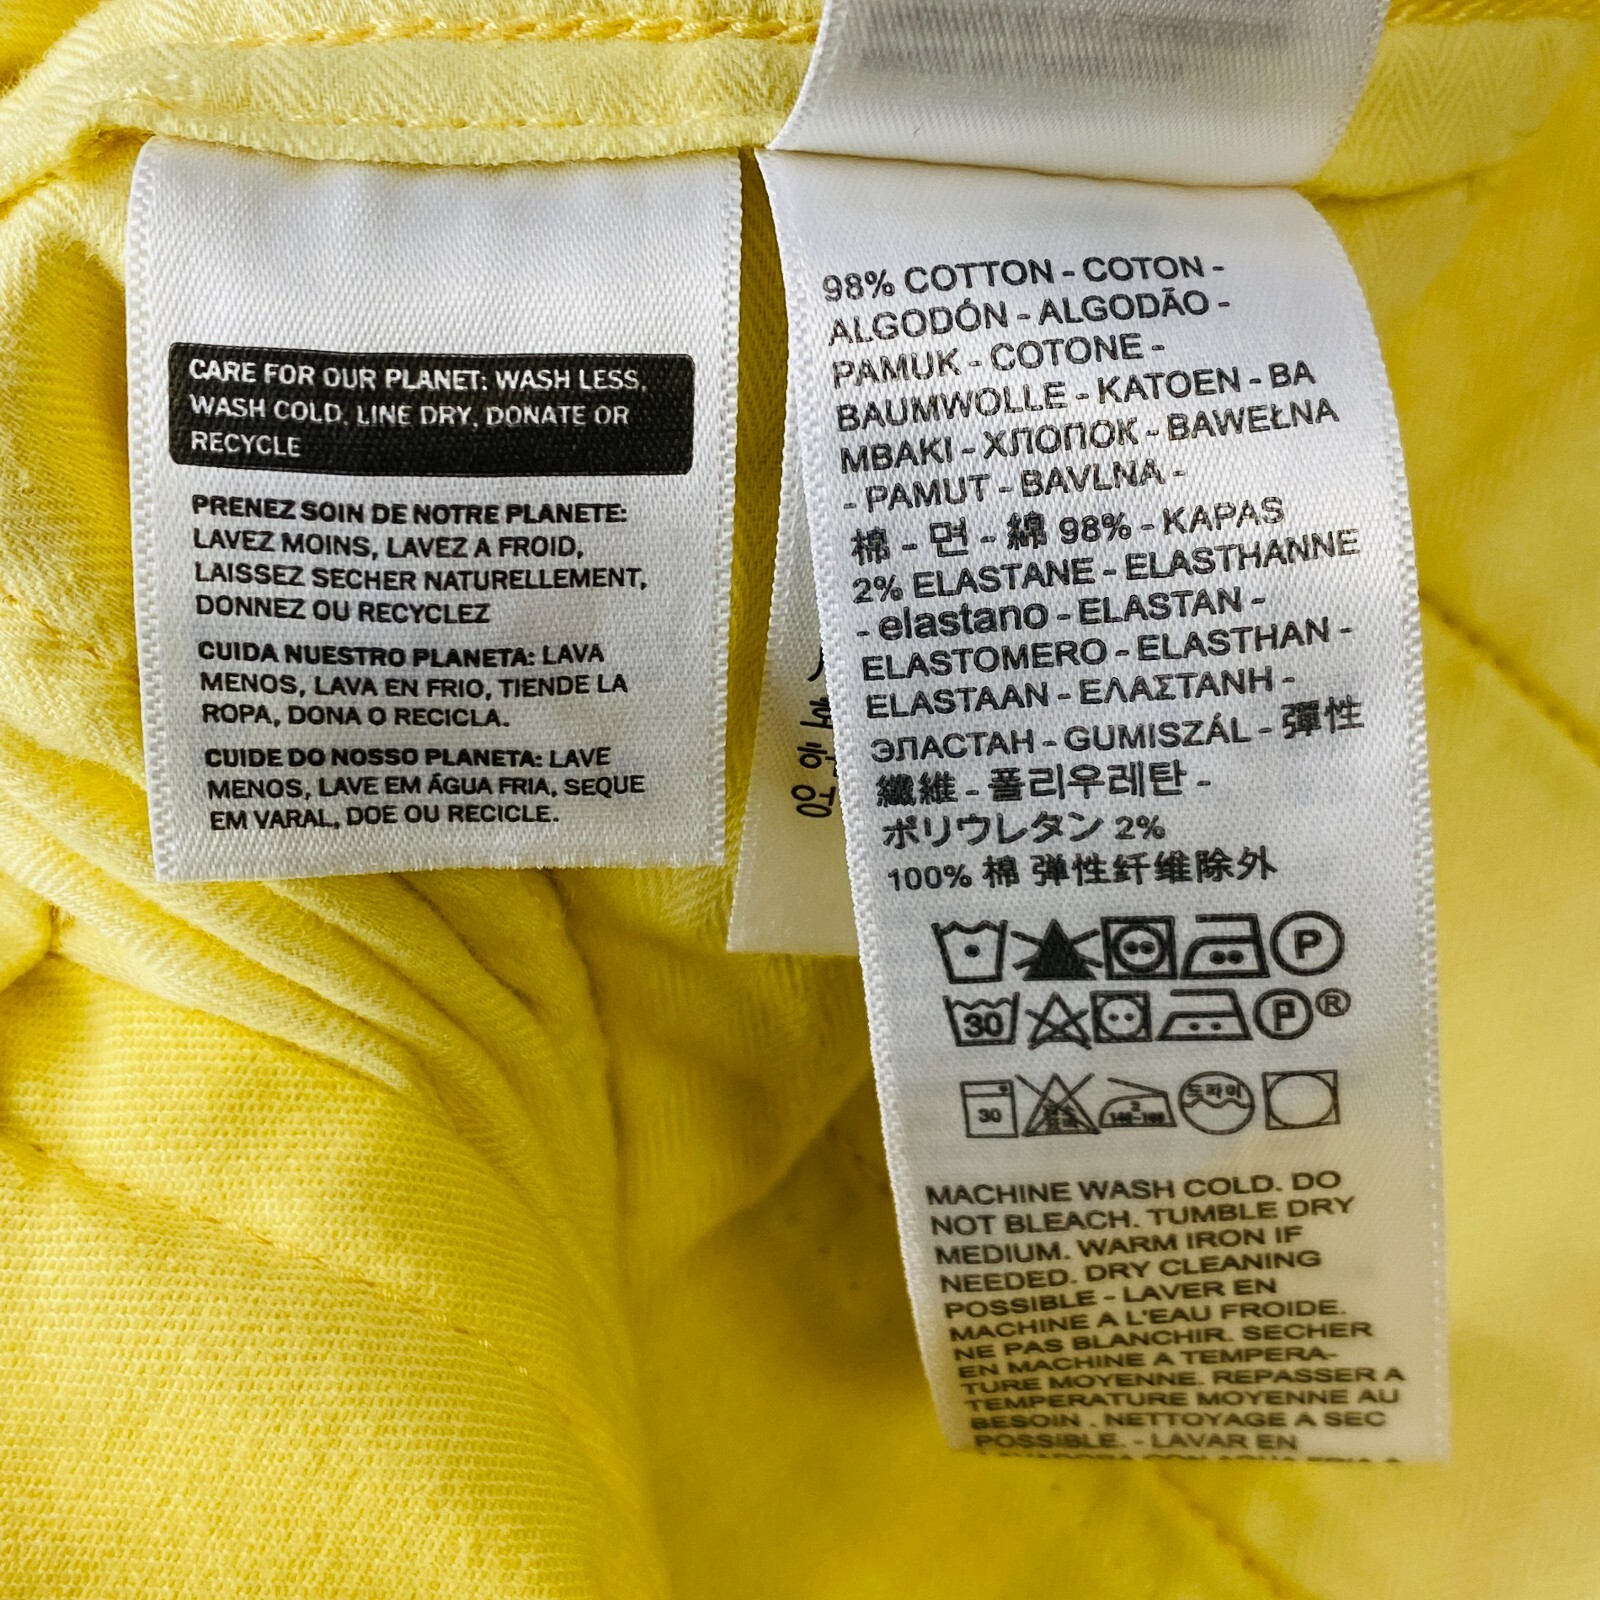 CARE FOR OUR PLANET: WASH LESS,
WASH COLD, LINE DRY, DONATE OR
RECYCLE
PRENEZ SOIN DE NOTRE PLANETE:
LAVEZ MOINS, LAVEZ A FROID,
LAISSEZ SECHER NATURELLEMENT,
DONNEZ OU RECYCLEZ
CUIDA NUESTRO PLANETA: LAVA
MENOS, LAVA EN FRIO, TIENDE LA
ROPA, DONA O RECICLA.
CUIDE DO NOSSO PLANETA: LAVE
MENOS, LAVE EM ÁGUA FRIA, SEQUE
EM VARAL, DOE OU RECICLE.
98% COTTON - COTON -
ALGODÓN - ALGODÃO -
PAMUK - COTONE -
BAUMWOLLE - KATOEN - ΒΑ
ΜΒΑΚΙ - ХЛОПОК - BAWEŁNA
- PAMUT - BAVLNA -
棉 - 면 - 綿 98% - KAPAS
2% ELASTANE - ELASTHANNE
- elastano - ELASTAN -
ELASTOMERO - ELASTHAN -
ELASTAAN - ΕΛΑΣΤΑΝΗ -
ЭЛАСТАН - GUMISZÁL - 彈性
纖維 - 폴리우레탄 -
ポリウレタン 2%
100% 棉 弹性纤维除外
P
30 P ®
30 2 140~160 드라이
MACHINE WASH COLD. DO
NOT BLEACH. TUMBLE DRY
MEDIUM. WARM IRON IF
NEEDED. DRY CLEANING
POSSIBLE - LAVER EN
MACHINE A L'EAU FROIDE.
NE PAS BLANCHIR. SECHER
EN MACHINE A TEMPERA-
TURE MOYENNE. REPASSER A
TEMPERATURE MOYENNE AU
BESOIN . NETTOYAGE A SEC
POSSIBLE. - LAVAR EN